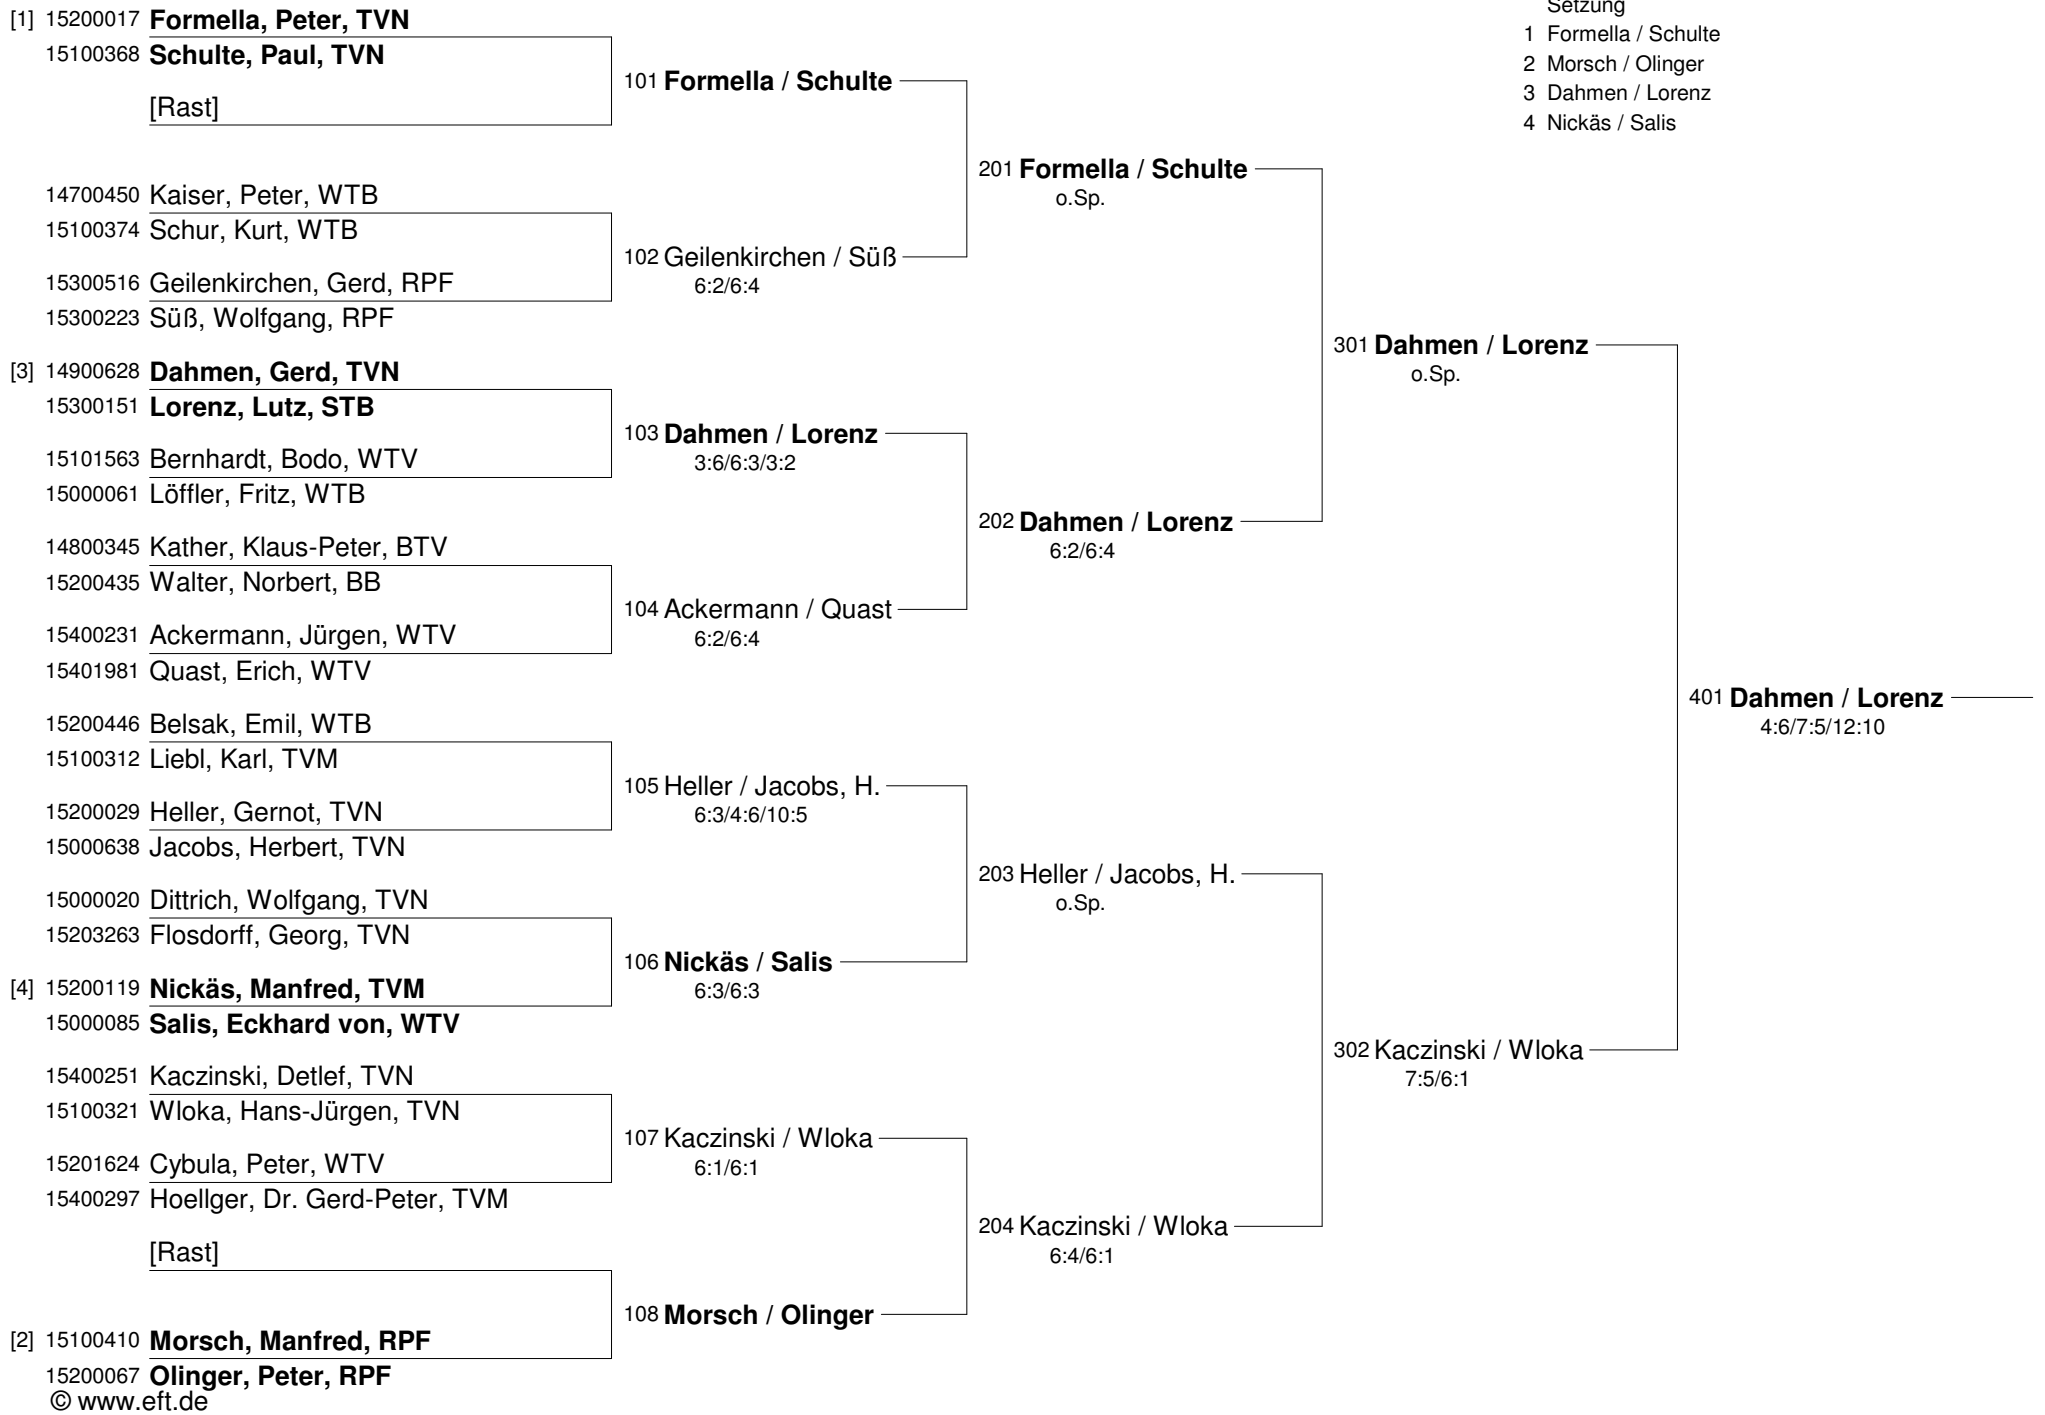 Setzung
1 Formella / Schulte
2 Morsch / Olinger
3 Dahmen / Lorenz
4 Nickäs / Salis
[1] 15200017 Formella, Peter, TVN
15100368 Schulte, Paul, TVN
[Rast]
14700450 Kaiser, Peter, WTB
15100374 Schur, Kurt, WTB
15300516 Geilenkirchen, Gerd, RPF
15300223 Süß, Wolfgang, RPF
[3] 14900628 Dahmen, Gerd, TVN
15300151 Lorenz, Lutz, STB
15101563 Bernhardt, Bodo, WTV
15000061 Löffler, Fritz, WTB
14800345 Kather, Klaus-Peter, BTV
15200435 Walter, Norbert, BB
15400231 Ackermann, Jürgen, WTV
15401981 Quast, Erich, WTV
15200446 Belsak, Emil, WTB
15100312 Liebl, Karl, TVM
15200029 Heller, Gernot, TVN
15000638 Jacobs, Herbert, TVN
15000020 Dittrich, Wolfgang, TVN
15203263 Flosdorff, Georg, TVN
[4] 15200119 Nickäs, Manfred, TVM
15000085 Salis, Eckhard von, WTV
15400251 Kaczinski, Detlef, TVN
15100321 Wloka, Hans-Jürgen, TVN
15201624 Cybula, Peter, WTV
15400297 Hoellger, Dr. Gerd-Peter, TVM
[Rast]
[2] 15100410 Morsch, Manfred, RPF
15200067 Olinger, Peter, RPF
101 Formella / Schulte
102 Geilenkirchen / Süß
6:2/6:4
103 Dahmen / Lorenz
3:6/6:3/3:2
104 Ackermann / Quast
6:2/6:4
105 Heller / Jacobs, H.
6:3/4:6/10:5
106 Nickäs / Salis
6:3/6:3
107 Kaczinski / Wloka
6:1/6:1
108 Morsch / Olinger
201 Formella / Schulte
o.Sp.
202 Dahmen / Lorenz
6:2/6:4
203 Heller / Jacobs, H.
o.Sp.
204 Kaczinski / Wloka
6:4/6:1
301 Dahmen / Lorenz
o.Sp.
302 Kaczinski / Wloka
7:5/6:1
401 Dahmen / Lorenz
4:6/7:5/12:10
© www.eft.de